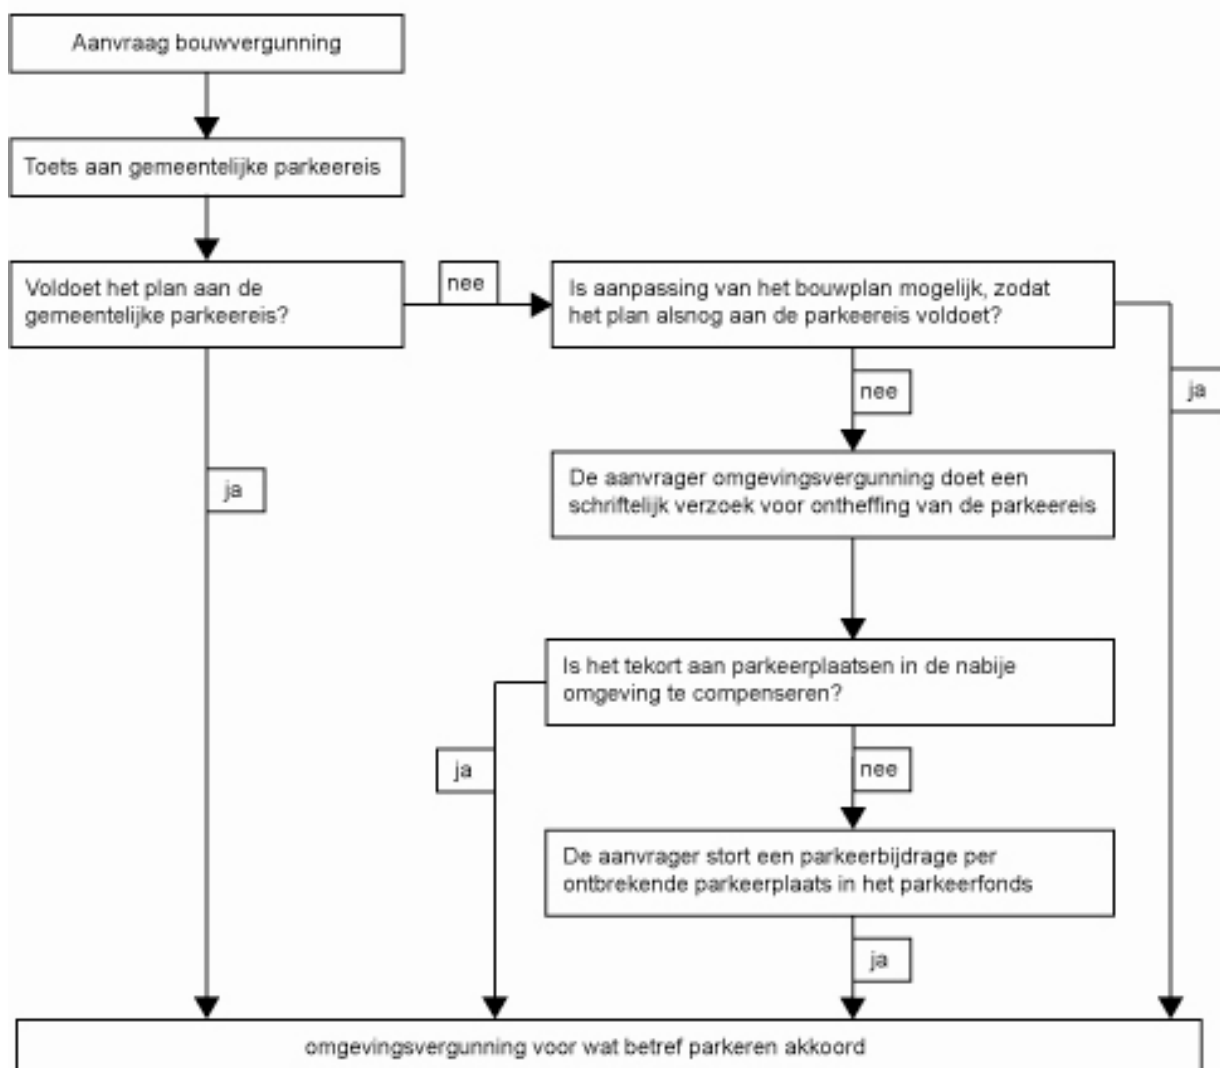 Aanvraag bouwvergunning
Toets aan gemeentelijke parkeereis
Voldoet het plan aan de
gemeentelijke parkeereis?
nee
Is aanpassing van het bouwplan mogelijk, zodat
het plan alsnog aan de parkeereis voldoet?
ja
nee
ja
De aanvrager omgevingsvergunning doet een
schriftelijk verzoek voor ontheffing van de parkeereis
Is het tekort aan parkeerplaatsen in de nabije
omgeving te compenseren?
ja
nee
De aanvrager stort een parkeerbijdrage per
ontbrekende parkeerplaats in het parkeerfonds
ja
omgevingsvergunning voor wat betref parkeren akkoord